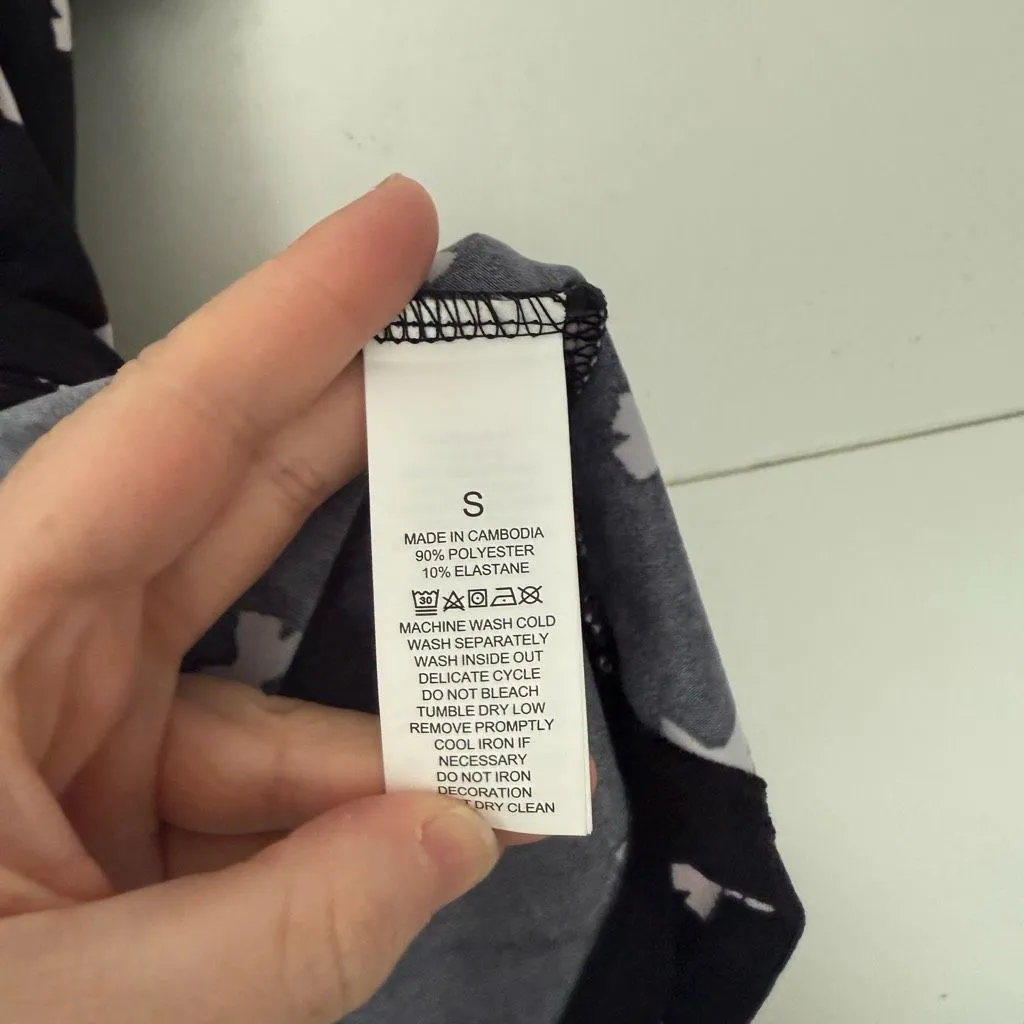 S
MADE IN CAMBODIA
90% POLYESTER
10% ELASTANE
30
MACHINE WASH COLD
WASH SEPARATELY
WASH INSIDE OUT
DELICATE CYCLE
DO NOT BLEACH
TUMBLE DRY LOW
REMOVE PROMPTLY
COOL IRON IF
NECESSARY
DO NOT IRON
DECORATION
DRY CLEAN